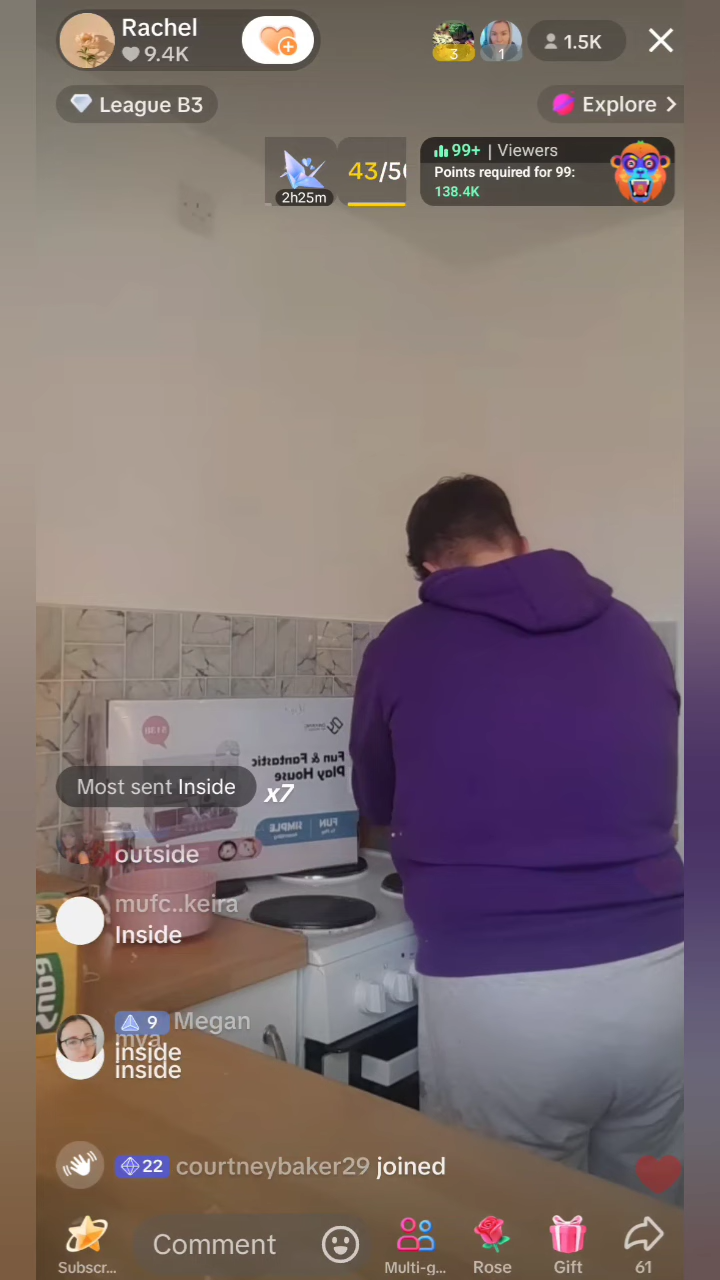 Rachel
9.4K
3
1
1.5K
League B3
Explore
2h25m
43/50
99+ | Viewers
Points required for 99:
138.4K
Fun & Fantastic
Play House
FUN
SIMPLE
Most sent Inside
x7
outside
mufc..keira
Inside
9 Megan
mya
inside
inside
22 courtneybaker29 joined
Comment
Subscr...
Multi-g...
Rose
Gift
61